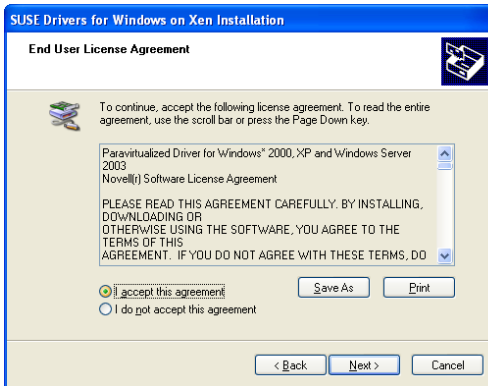 SUSE Drivers for Windows on Xen Installation
End User License Agreement
To continue, accept the following license agreement. To read the entire
agreement, use the scroll bar or press the Page Down key.
Paravirtualized Driver for Windows* 2000, XP and Windows Server
2003
Novell(r) Software License Agreement
PLEASE READ THIS AGREEMENT CAREFULLY. BY INSTALLING,
DOWNLOADING OR
OTHERWISE USING THE SOFTWARE, YOU AGREE TO THE
TERMS OF THIS
AGREEMENT. IF YOU DO NOT AGREE WITH THESE TERMS, DO
I accept this agreement
Save As
Print
I do not accept this agreement
< Back
Next >
Cancel